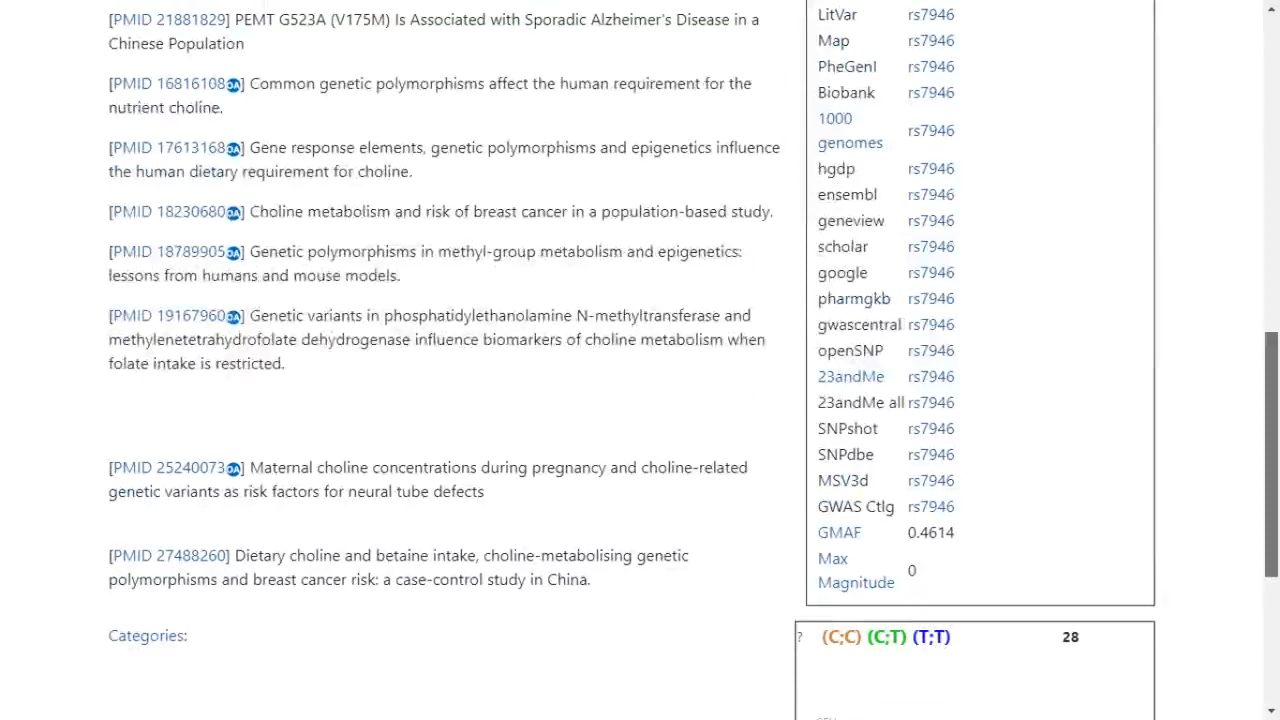 [PMID 21881829] PEMT G523A (V175M) Is Associated with Sporadic Alzheimer's Disease in a
Chinese Population
[PMID 16816108OA] Common genetic polymorphisms affect the human requirement for the
nutrient choline.
[PMID 17613168OA] Gene response elements, genetic polymorphisms and epigenetics influence
the human dietary requirement for choline.
[PMID 18230680OA] Choline metabolism and risk of breast cancer in a population-based study.
[PMID 18789905OA] Genetic polymorphisms in methyl-group metabolism and epigenetics:
lessons from humans and mouse models.
[PMID 19167960OA] Genetic variants in phosphatidylethanolamine N-methyltransferase and
methylenetetrahydrofolate dehydrogenase influence biomarkers of choline metabolism when
folate intake is restricted.
[PMID 25240073OA] Maternal choline concentrations during pregnancy and choline-related
genetic variants as risk factors for neural tube defects
[PMID 27488260] Dietary choline and betaine intake, choline-metabolising genetic
polymorphisms and breast cancer risk: a case-control study in China.
Categories:
LitVar rs7946
Map rs7946
PheGenI rs7946
Biobank rs7946
1000
genomes rs7946
hgdp rs7946
ensembl rs7946
geneview rs7946
scholar rs7946
google rs7946
pharmgkb rs7946
gwascentral rs7946
openSNP rs7946
23andMe rs7946
23andMe all rs7946
SNPshot rs7946
SNPdbe rs7946
MSV3d rs7946
GWAS Ctlg rs7946
GMAF 0.4614
Max
Magnitude 0
? (C;C) (C;T) (T;T) 28